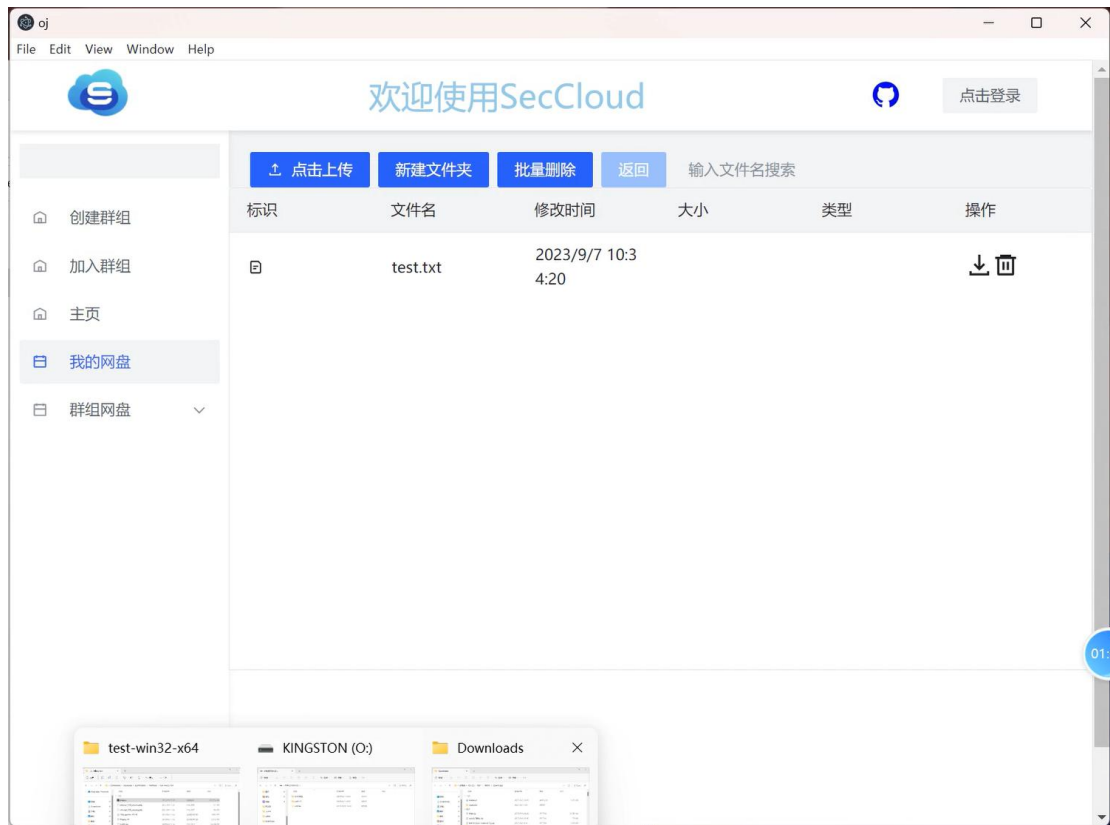 oj
File Edit View Window Help
欢迎使用SecCloud
点击登录
点击上传 新建文件夹 批量删除 返回 输入文件名搜索
标识 文件名 修改时间 大小 类型 操作
创建群组
加入群组
主页
我的网盘
群组网盘
test.txt
2023/9/7 10:3
4:20
01:
test-win32-x64 KINGSTON (O:) Downloads